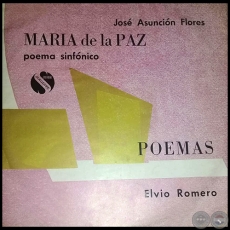 José Asunción Flores
MARIA de la PAZ
poema sinfónico
POEMAS
Elvio Romero